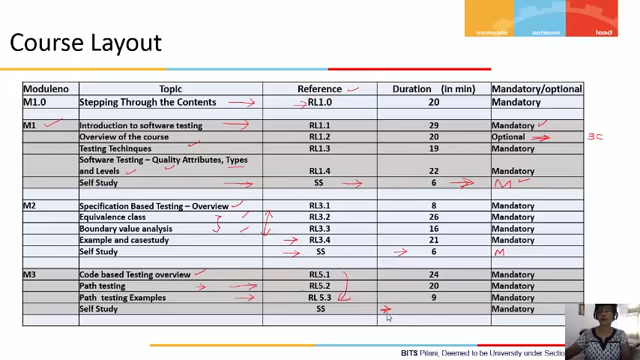 innovate achieve lead
Course Layout
Moduleno Topic Reference Duration (in min) Mandatory/optional
M1.0 Stepping Through the Contents RL1.0 20 Mandatory
M1 Introduction to software testing RL1.1 29 Mandatory
Overview of the course RL1.2 20 Optional 3C
Testing Techinques RL1.3 19 Mandatory
Software Testing – Quality Attributes, Types
and Levels RL1.4 22 Mandatory
Self Study SS 6 M
M2 Specification Based Testing – Overview RL3.1 8 Mandatory
Equivalence class RL3.2 26 Mandatory
Boundary value analysis RL3.3 16 Mandatory
Example and casestudy RL3.4 21 Mandatory
Self Study SS 6 M
M3 Code based Testing overview RL5.1 24 Mandatory
Path testing RL5.2 20 Mandatory
Path testing Examples RL 5.3 9 Mandatory
Self Study SS Mandatory
BITS Pilani, Deemed to be University under Section